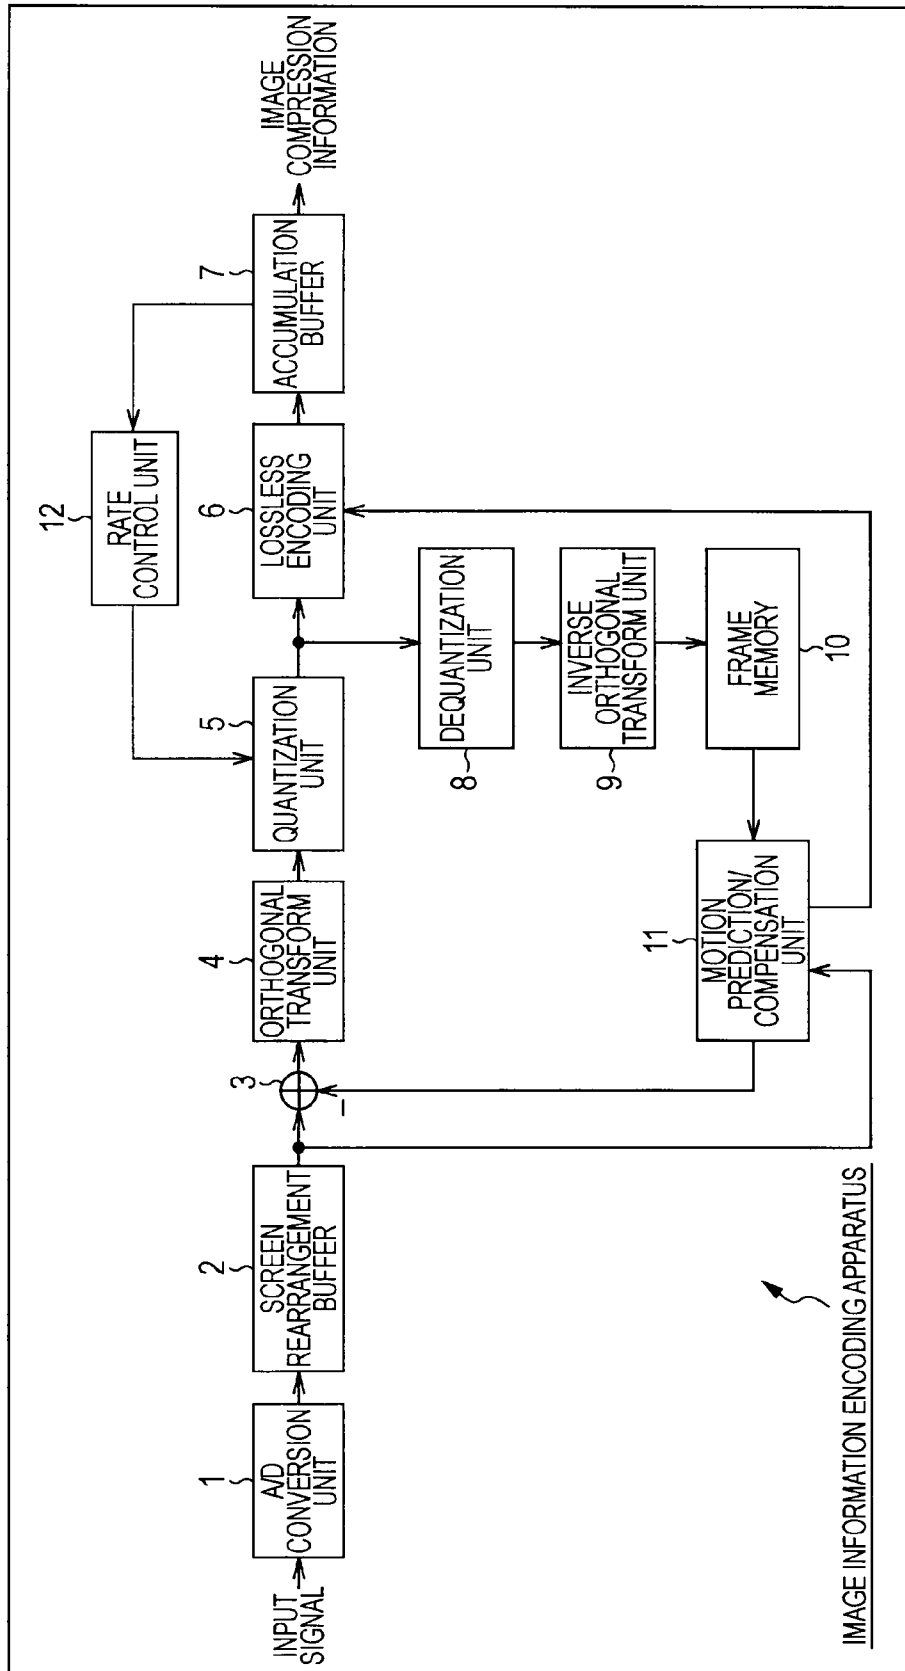 INPUT
SIGNAL
1
A/D
CONVERSION
UNIT
2
SCREEN
REARRANGEMENT
BUFFER
3
−
4
ORTHOGONAL
TRANSFORM
UNIT
5
QUANTIZATION
UNIT
6
LOSSLESS
ENCODING
UNIT
7
ACCUMULATION
BUFFER
IMAGE
COMPRESSION
INFORMATION
12
RATE
CONTROL UNIT
DEQUANTIZATION
UNIT
8
INVERSE
ORTHOGONAL
TRANSFORM UNIT
9
FRAME
MEMORY
10
11
MOTION
PREDICTION/
COMPENSATION
UNIT
IMAGE INFORMATION ENCODING APPARATUS